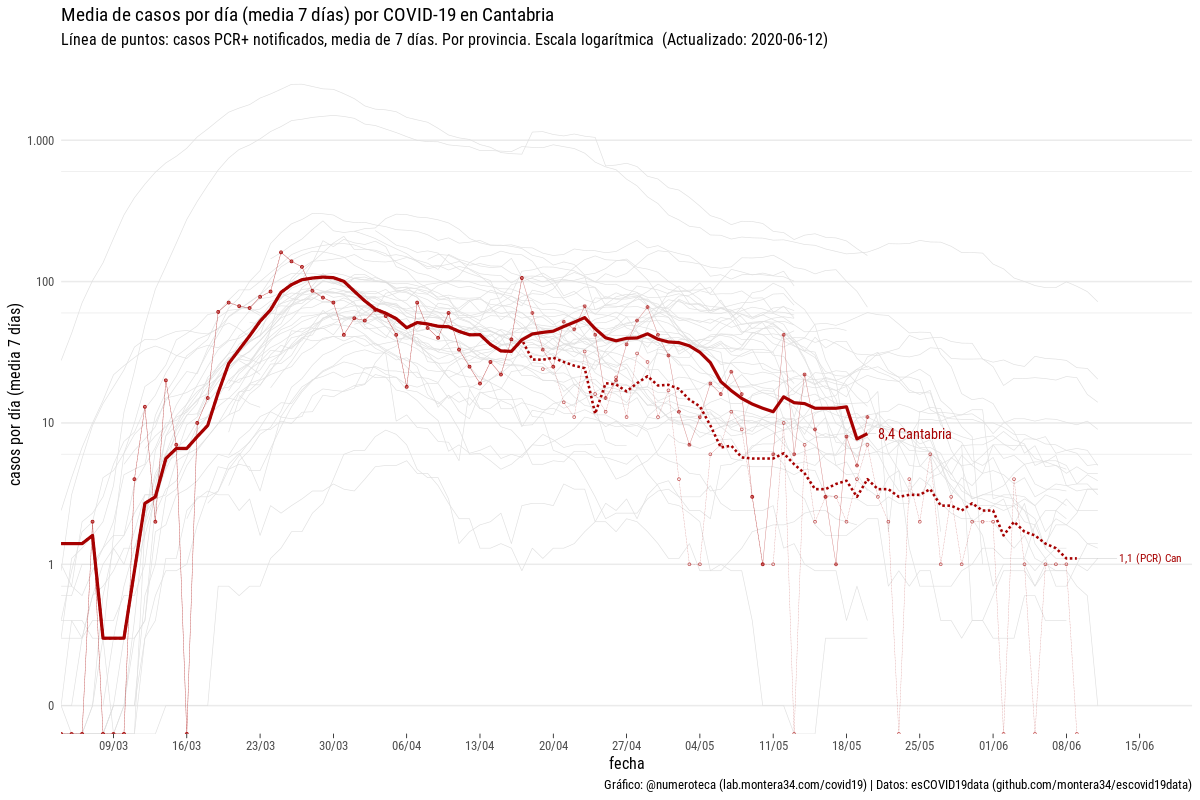 Media de casos por día (media 7 días) por COVID-19 en Cantabria
Línea de puntos: casos PCR+ notificados, media de 7 días. Por provincia. Escala logarítmica  (Actualizado: 2020-06-12)
casos por día (media 7 días)
1.000
100
10
1
0
8,4 Cantabria
1,1 (PCR) Can
09/03 16/03 23/03 30/03 06/04 13/04 20/04 27/04 04/05 11/05 18/05 25/05 01/06 08/06 15/06
fecha
Gráfico: @numeroteca (lab.montera34.com/covid19) | Datos: esCOVID19data (github.com/montera34/escovid19data)